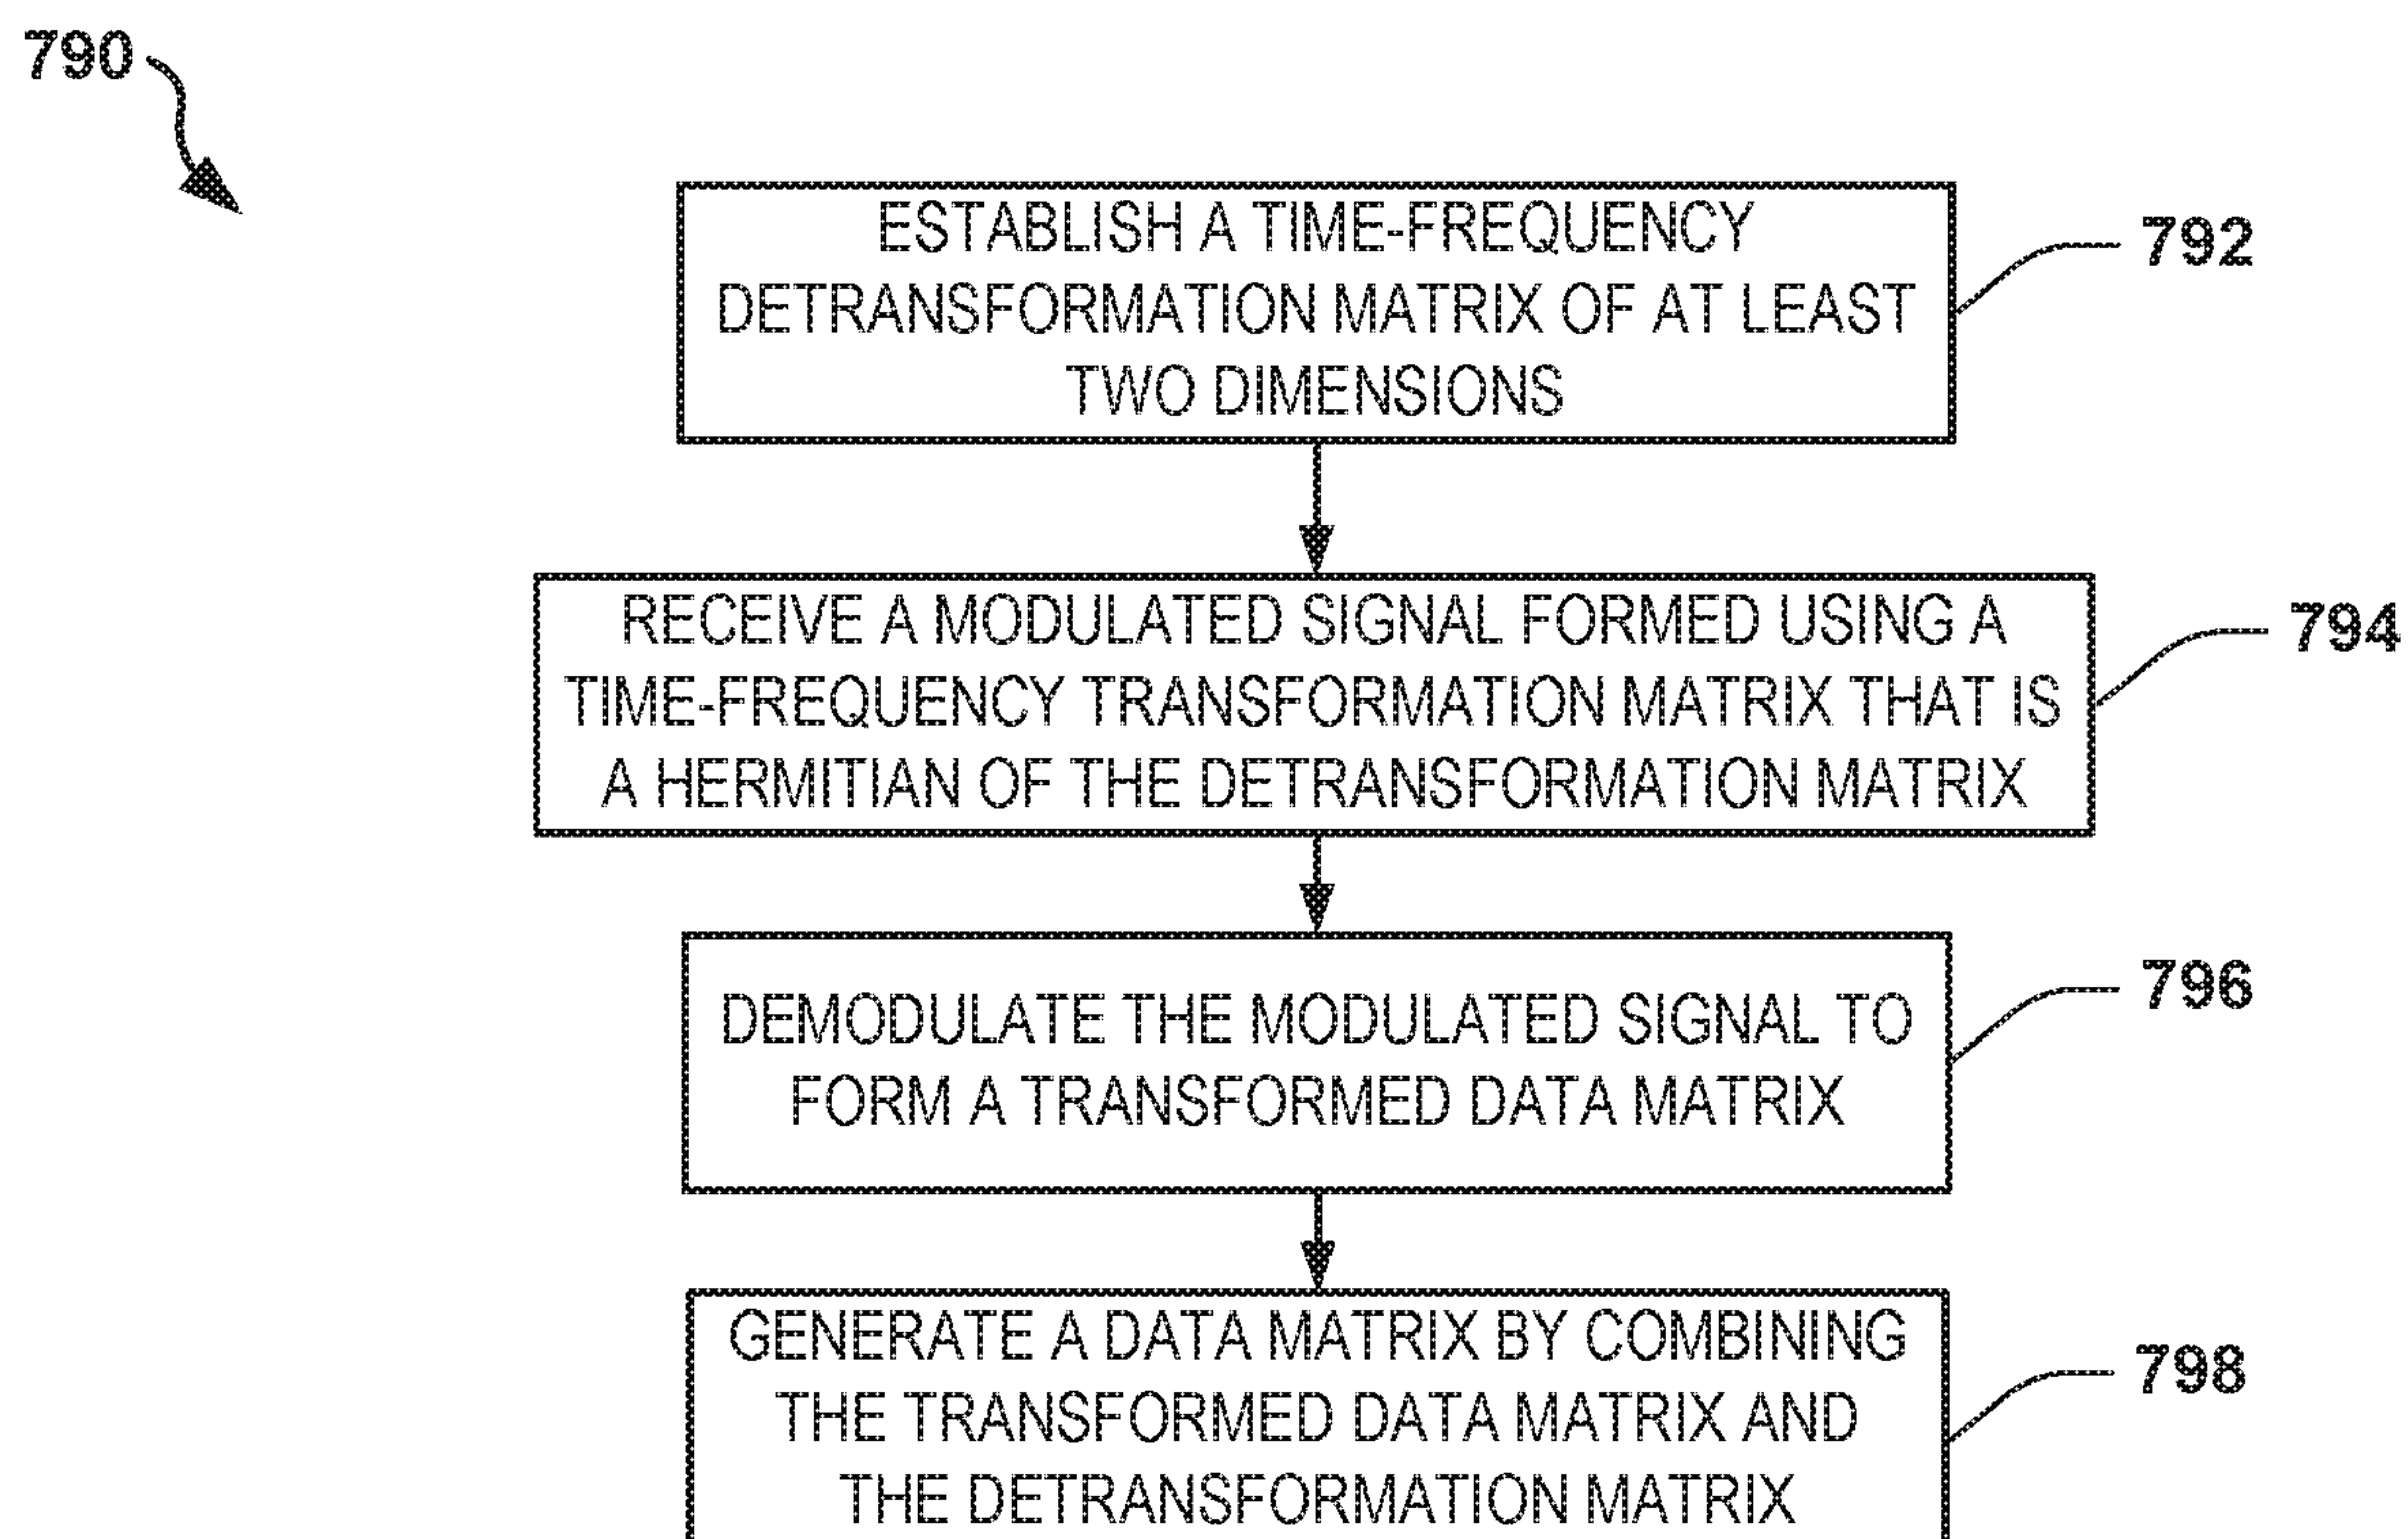 790
ESTABLISH A TIME-FREQUENCY
DETRANSFORMATION MATRIX OF AT LEAST
TWO DIMENSIONS
792
RECEIVE A MODULATED SIGNAL FORMED USING A
TIME-FREQUENCY TRANSFORMATION MATRIX THAT IS
A HERMITIAN OF THE DETRANSFORMATION MATRIX
794
DEMODULATE THE MODULATED SIGNAL TO
FORM A TRANSFORMED DATA MATRIX
796
GENERATE A DATA MATRIX BY COMBINING
THE TRANSFORMED DATA MATRIX AND
THE DETRANSFORMATION MATRIX
798